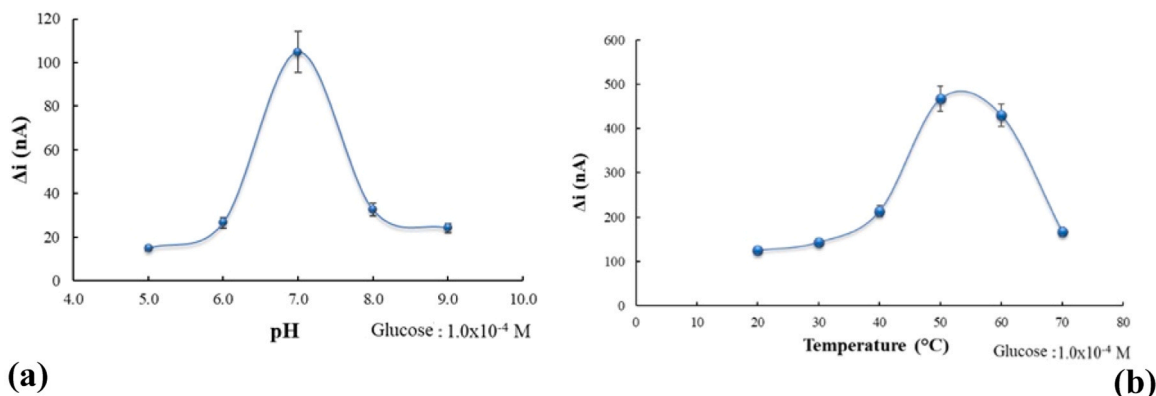 120
100
80
60
40
20
0
Δi (nA)
4.0 5.0 6.0 7.0 8.0 9.0 10.0
pH
Glucose : 1.0x10⁻⁴ M
(a)
600
500
400
300
200
100
0
Δi (nA)
0 10 20 30 40 50 60 70 80
Temperature (°C)
Glucose :1.0x10⁻⁴ M
(b)